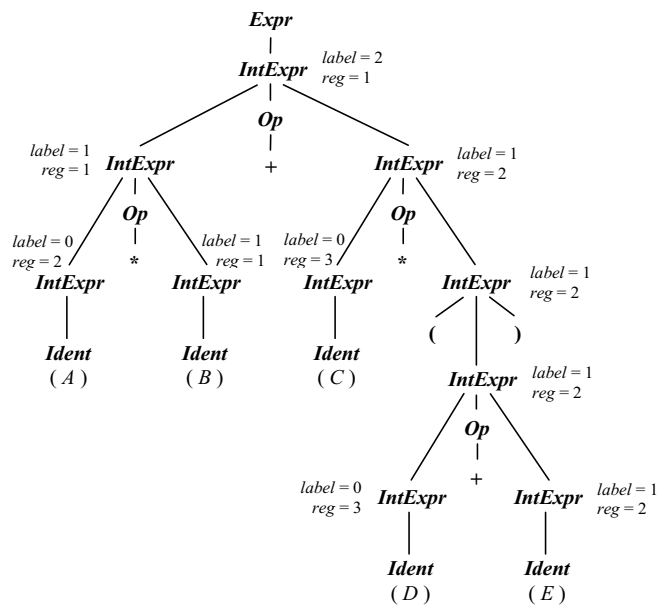 Expr
IntExpr
label = 2
reg = 1
Op
+
label = 1
reg = 1
IntExpr
IntExpr
label = 1
reg = 2
Op
*
Op
*
label = 0
reg = 2
IntExpr
label = 1
reg = 1
IntExpr
label = 0
reg = 3
IntExpr
IntExpr
label = 1
reg = 2
( )
Ident
( A )
Ident
( B )
Ident
( C )
IntExpr
label = 1
reg = 2
Op
+
label = 0
reg = 3
IntExpr
IntExpr
label = 1
reg = 2
Ident
( D )
Ident
( E )